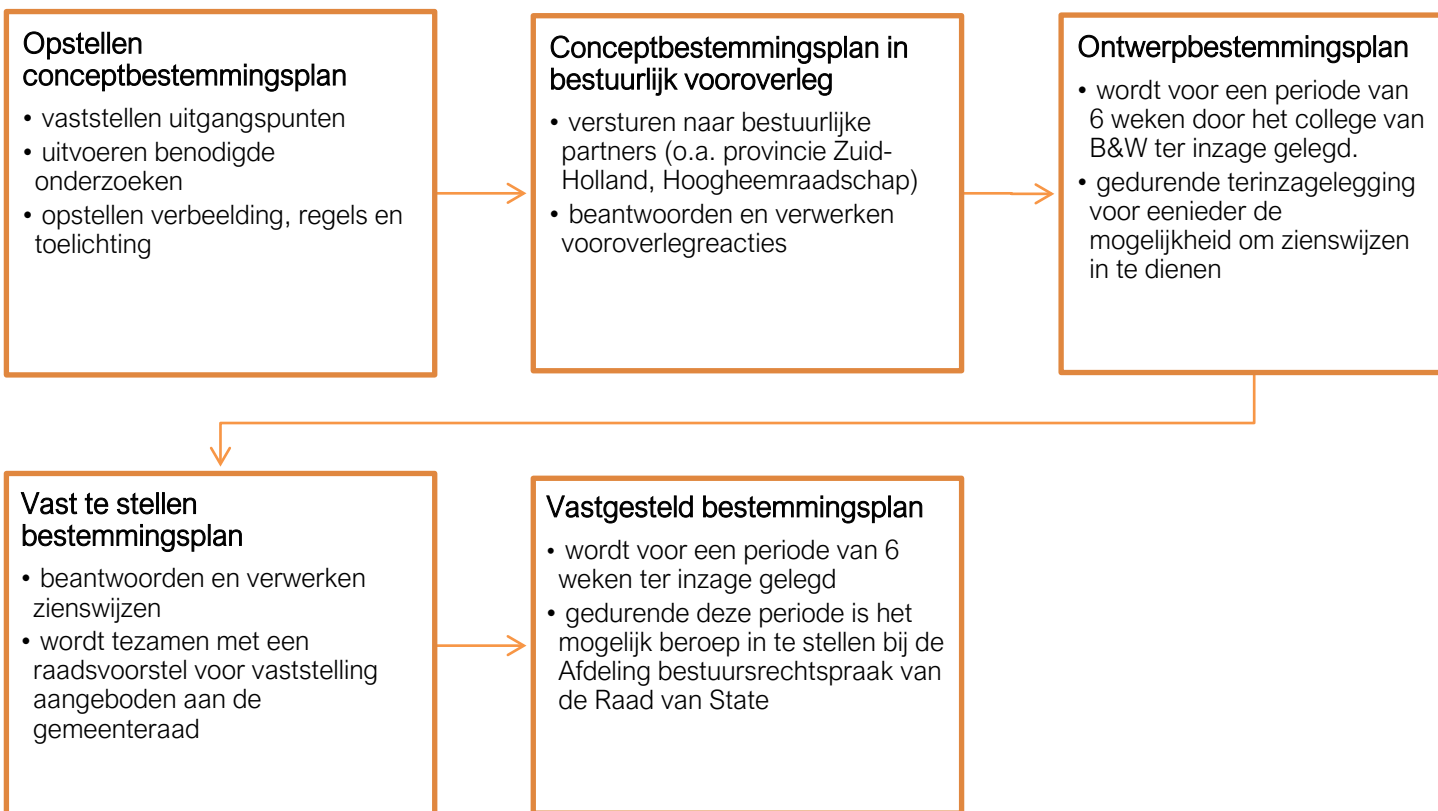 Opstellen
conceptbestemmingsplan
• vaststellen uitgangspunten
• uitvoeren benodigde
onderzoeken
• opstellen verbeelding, regels en
toelichting
Conceptbestemmingsplan in
bestuurlijk vooroverleg
• versturen naar bestuurlijke
partners (o.a. provincie Zuid-
Holland, Hoogheemraadschap)
• beantwoorden en verwerken
vooroverlegreacties
Ontwerpbestemmingsplan
• wordt voor een periode van
6 weken door het college van
B&W ter inzage gelegd.
• gedurende terinzagelegging
voor eenieder de
mogelijkheid om zienswijzen
in te dienen
Vast te stellen
bestemmingsplan
• beantwoorden en verwerken
zienswijzen
• wordt tezamen met een
raadsvoorstel voor vaststelling
aangeboden aan de
gemeenteraad
Vastgesteld bestemmingsplan
• wordt voor een periode van 6
weken ter inzage gelegd
• gedurende deze periode is het
mogelijk beroep in te stellen bij de
Afdeling bestuursrechtspraak van
de Raad van State